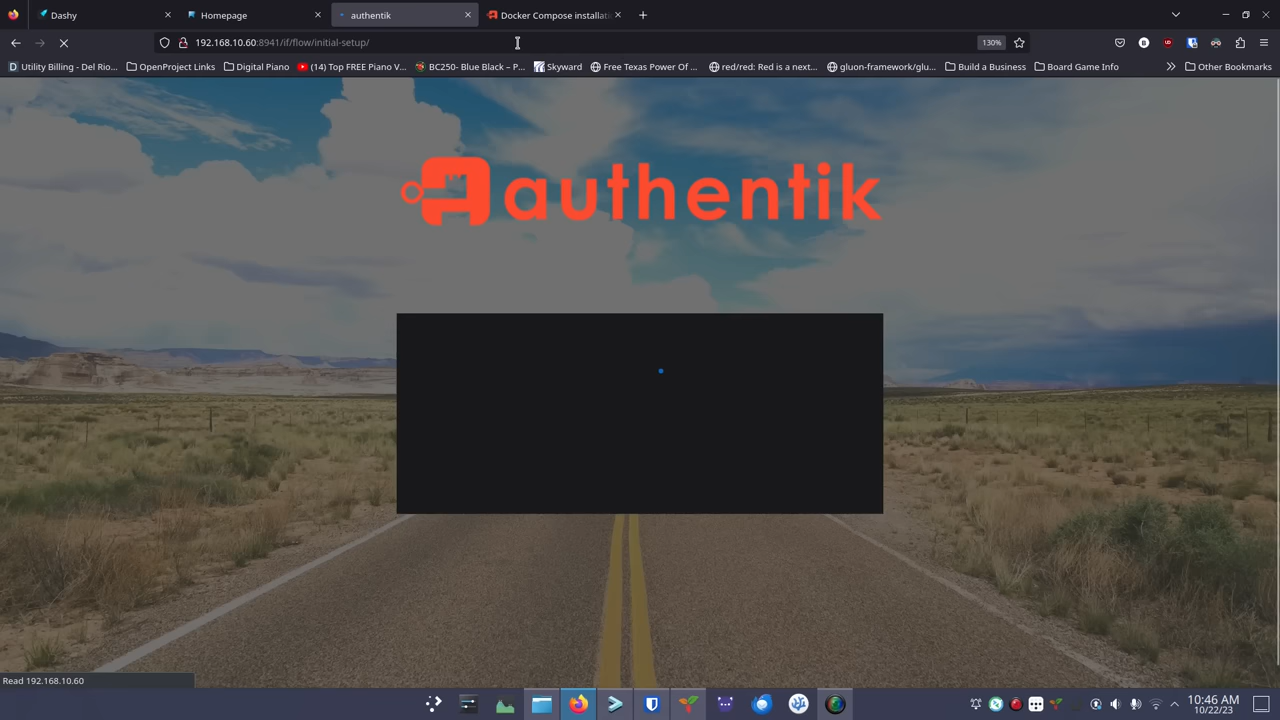 Dashy
Homepage
authentik
Docker Compose installati
192.168.10.60:8941/if/flow/initial-setup/
130%
Utility Billing - Del Rio...
OpenProject Links
Digital Piano
(14) Top FREE Piano V...
BC250- Blue Black – P...
Skyward
Free Texas Power Of ...
red/red: Red is a next...
gluon-framework/glu...
Build a Business
Board Game Info
Other Bookmarks
authentik
Read 192.168.10.60
10:46 AM
10/22/23